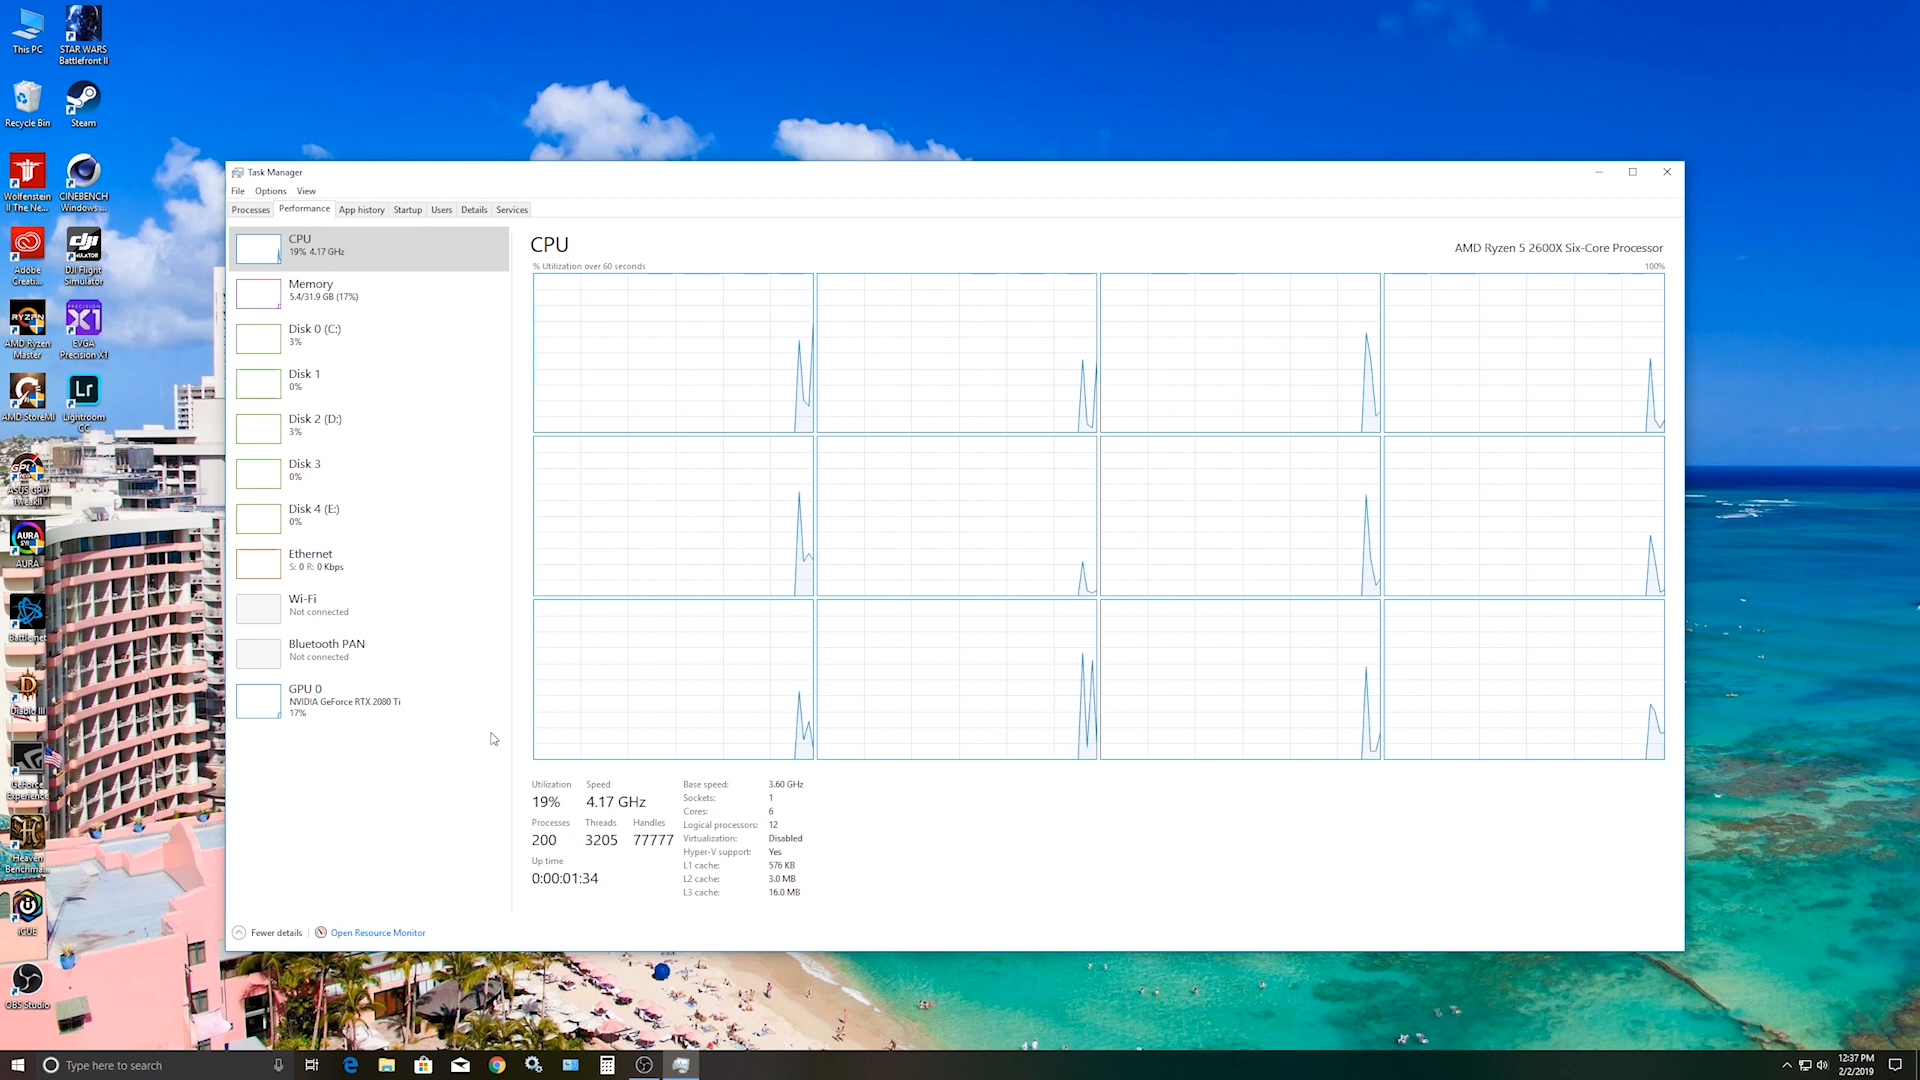 This PC
STAR WARS
Battlefront II
Recycle Bin
Steam
Wolfenstein
II The Ne...
CINEBENCH
Windows ...
Adobe
Creati...
DJI Flight
Simulator
AMD Ryzen
Master
EVGA
Precision X1
AMD StoreMI
Lightroom
CC
ASUS GPU
TweakII
AURA
Battle.net
Diablo III
GeForce
Experience
Heaven
Benchma...
iCUE
OBS Studio
Task Manager
File Options View
Processes Performance App history Startup Users Details Services
CPU
19% 4.17 GHz
Memory
5.4/31.9 GB (17%)
Disk 0 (C:)
3%
Disk 1
0%
Disk 2 (D:)
3%
Disk 3
0%
Disk 4 (E:)
0%
Ethernet
S: 0 R: 0 Kbps
Wi-Fi
Not connected
Bluetooth PAN
Not connected
GPU 0
NVIDIA GeForce RTX 2080 Ti
17%
CPU
AMD Ryzen 5 2600X Six-Core Processor
% Utilization over 60 seconds
100%
Utilization Speed
19% 4.17 GHz
Processes Threads Handles
200 3205 77777
Up time
0:00:01:34
Base speed: 3.60 GHz
Sockets: 1
Cores: 6
Logical processors: 12
Virtualization: Disabled
Hyper-V support: Yes
L1 cache: 576 KB
L2 cache: 3.0 MB
L3 cache: 16.0 MB
Fewer details
Open Resource Monitor
Type here to search
12:37 PM
2/2/2019